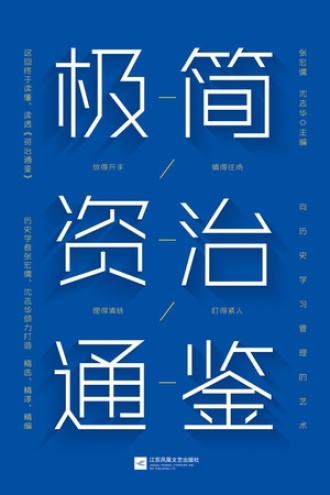 极简
资治
通鉴
张宏儒 沈志华◎主编
向历史学习管理的艺术
放得开手
镇得住场
理得清脉
盯得紧人
这回终于读懂、读透《资治通鉴》
历史学者张宏儒、沈志华倾力打造 精选、精译、精编
江苏凤凰文艺出版社